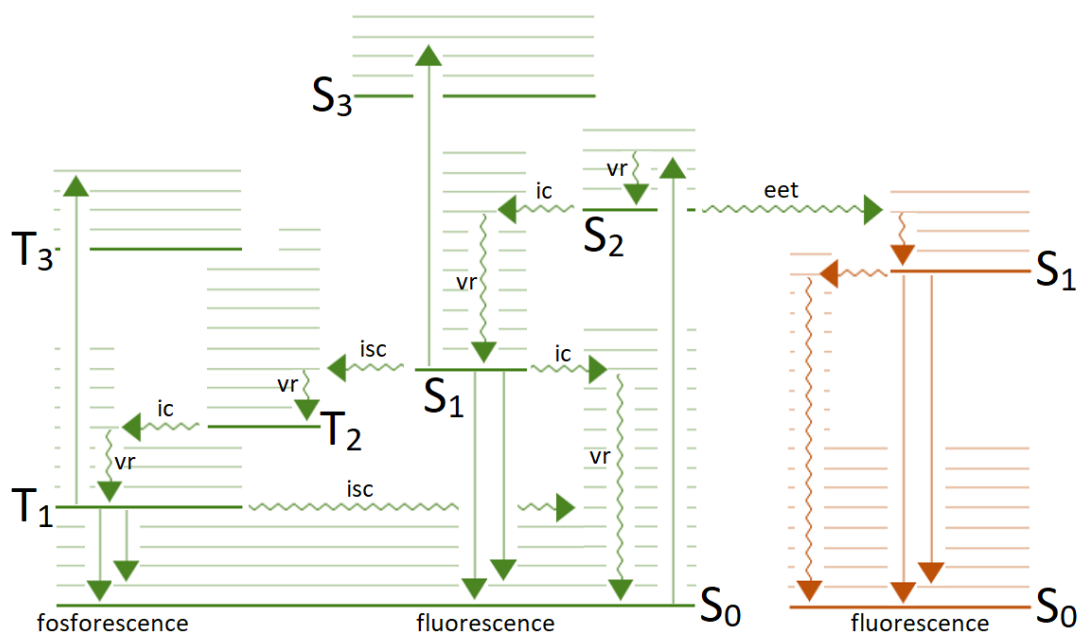 S3
vr
ic
eet
S2
T3
S1
vr
isc
ic
S1
vr
T2
ic
vr
vr
isc
T1
S0
S0
fosforescence
fluorescence
fluorescence